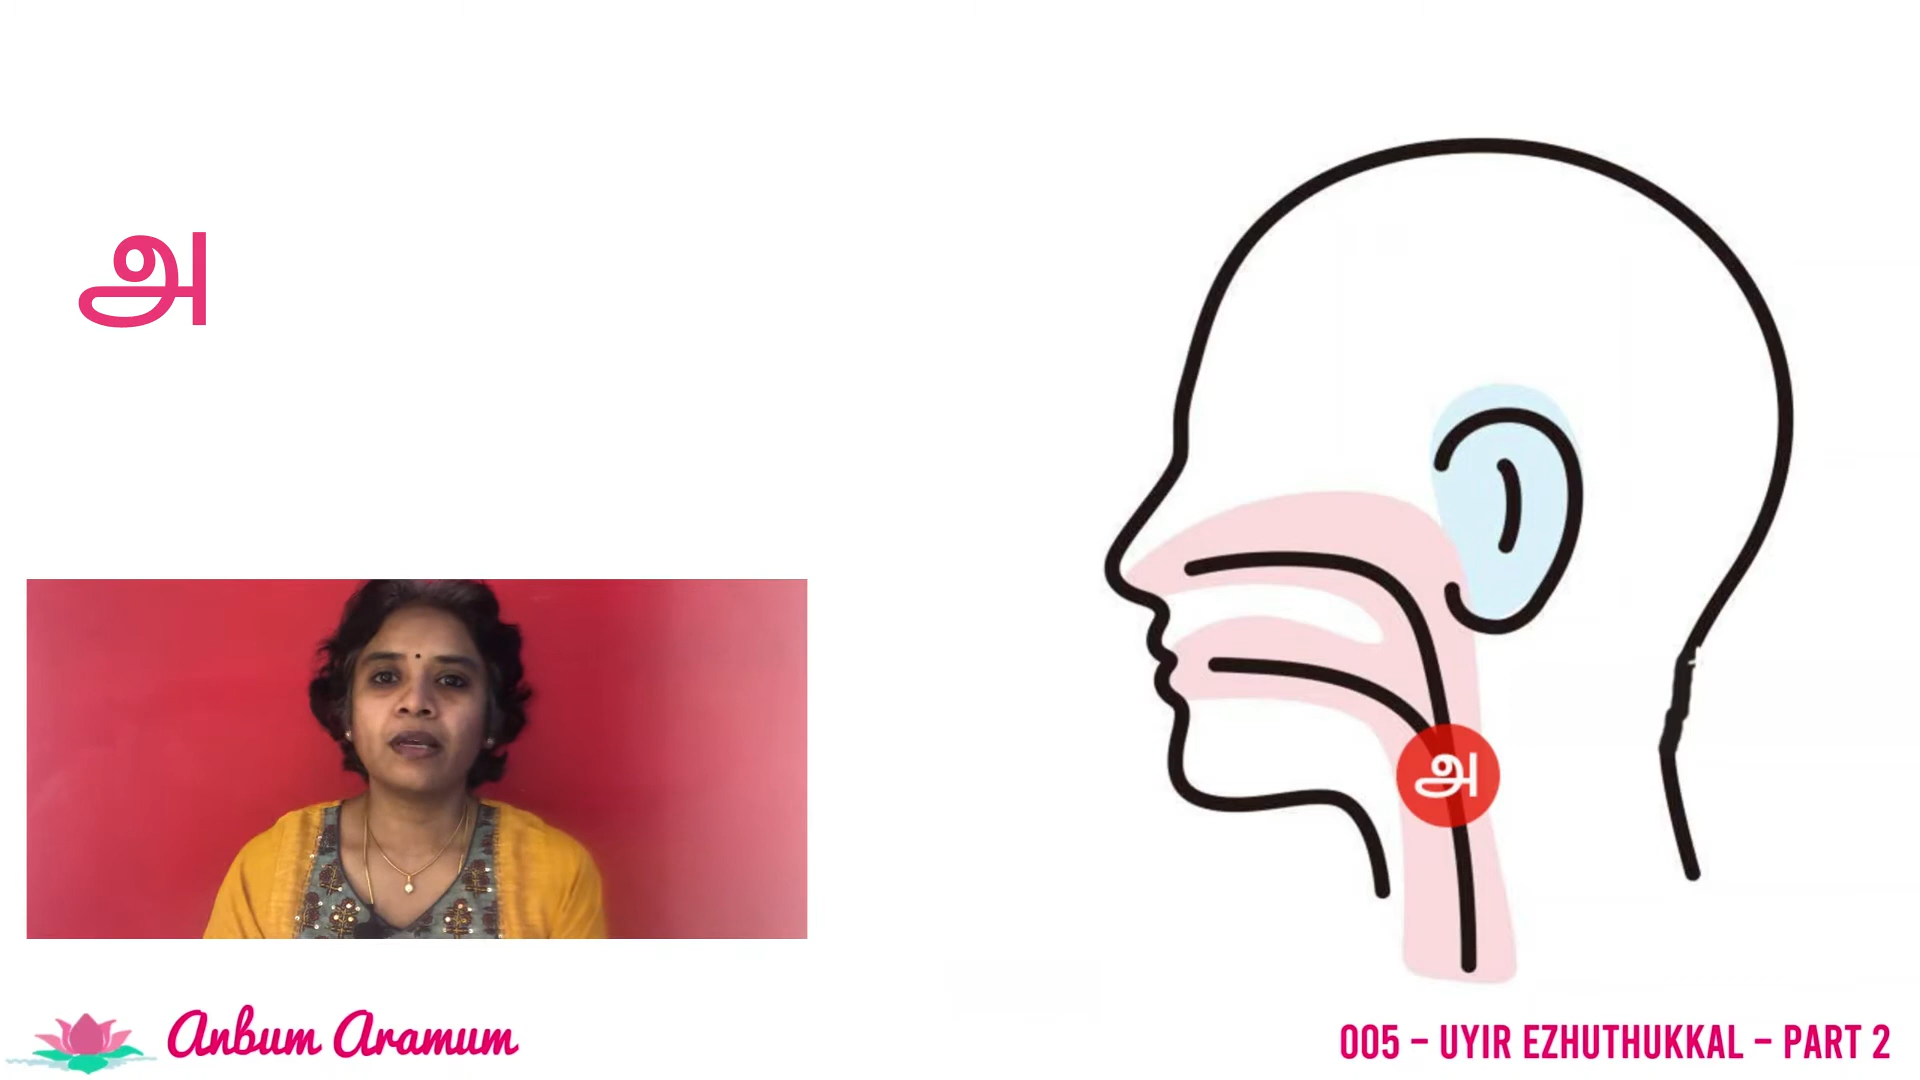 அ
அ
Anbum Aramum
005 – UYIR EZHUTHUKKAL – PART 2